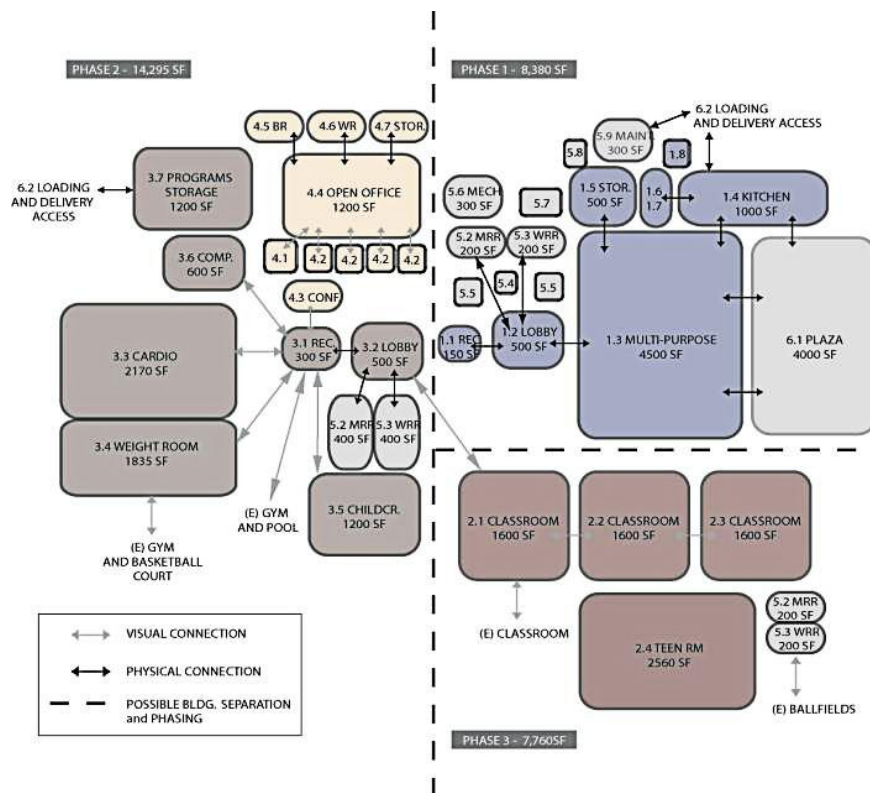 PHASE 2 - 14,295 SF
4.5 BR
4.6 WR
4.7 STOR.
3.7 PROGRAMS
STORAGE
1200 SF
6.2 LOADING
AND DELIVERY
ACCESS
4.4 OPEN OFFICE
1200 SF
4.1
4.2
4.2
4.2
4.2
3.6 COMP.
600 SF
4.3 CONF
3.3 CARDIO
2170 SF
3.1 REC.
300 SF
3.2 LOBBY
500 SF
3.4 WEIGHT ROOM
1835 SF
5.2 MRR
400 SF
5.3 WRR
400 SF
3.5 CHILDCR.
1200 SF
(E) GYM
AND POOL
(E) GYM
AND BASKETBALL
COURT
PHASE 1 - 8,380 SF
6.2 LOADING
AND DELIVERY ACCESS
5.9 MAINT.
300 SF
5.8
1.8
5.6 MECH
300 SF
5.7
1.5 STOR.
500 SF
1.6
1.7
1.4 KITCHEN
1000 SF
5.2 MRR
200 SF
5.3 WRR
200 SF
5.5
5.4
5.5
1.1 REC
150 SF
1.2 LOBBY
500 SF
1.3 MULTI-PURPOSE
4500 SF
6.1 PLAZA
4000 SF
2.1 CLASSROOM
1600 SF
2.2 CLASSROOM
1600 SF
2.3 CLASSROOM
1600 SF
(E) CLASSROOM
2.4 TEEN RM
2560 SF
5.2 MRR
200 SF
5.3 WRR
200 SF
(E) BALLFIELDS
PHASE 3 - 7,760SF
VISUAL CONNECTION
PHYSICAL CONNECTION
POSSIBLE BLDG. SEPARATION
and PHASING